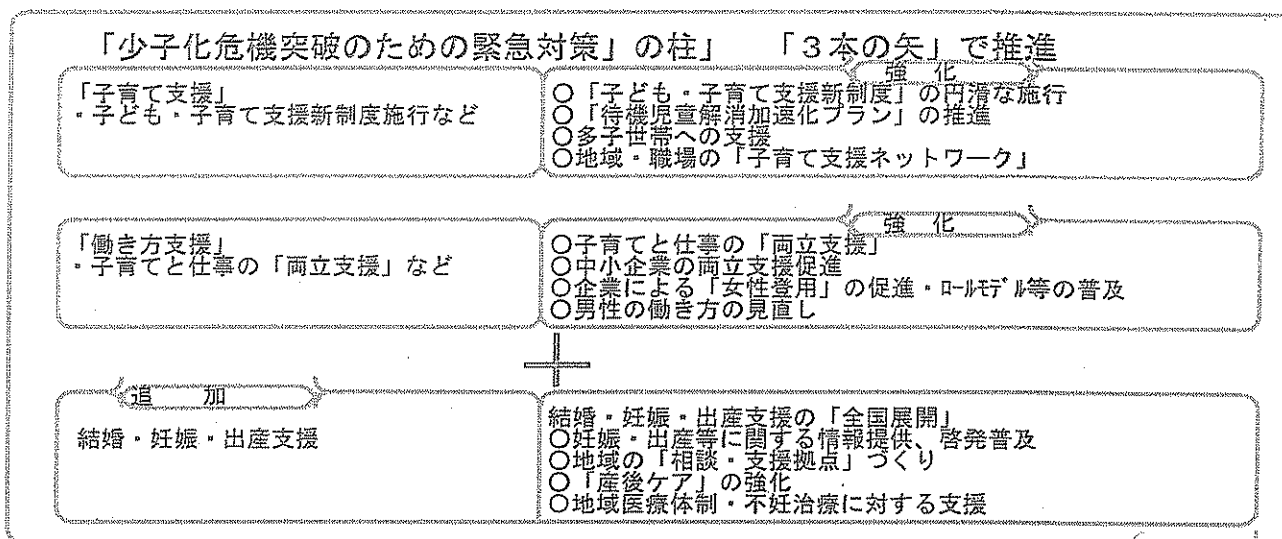 「少子化危機突破のための緊急対策」の柱」　「３本の矢」で推進
「子育て支援」
・子ども・子育て支援新制度施行など
強　化
○「子ども・子育て支援新制度」の円滑な施行
○「待機児童解消加速化プラン」の推進
○多子世帯への支援
○地域・職場の「子育て支援ネットワーク」
「働き方支援」
・子育てと仕事の「両立支援」など
強　化
○子育てと仕事の「両立支援」
○中小企業の両立支援促進
○企業による「女性登用」の促進・ﾛｰﾙﾓﾃﾞﾙ等の普及
○男性の働き方の見直し
＋
追　加
結婚・妊娠・出産支援
結婚・妊娠・出産支援の「全国展開」
○妊娠・出産等に関する情報提供、啓発普及
○地域の「相談・支援拠点」づくり
○「産後ケア」の強化
○地域医療体制・不妊治療に対する支援